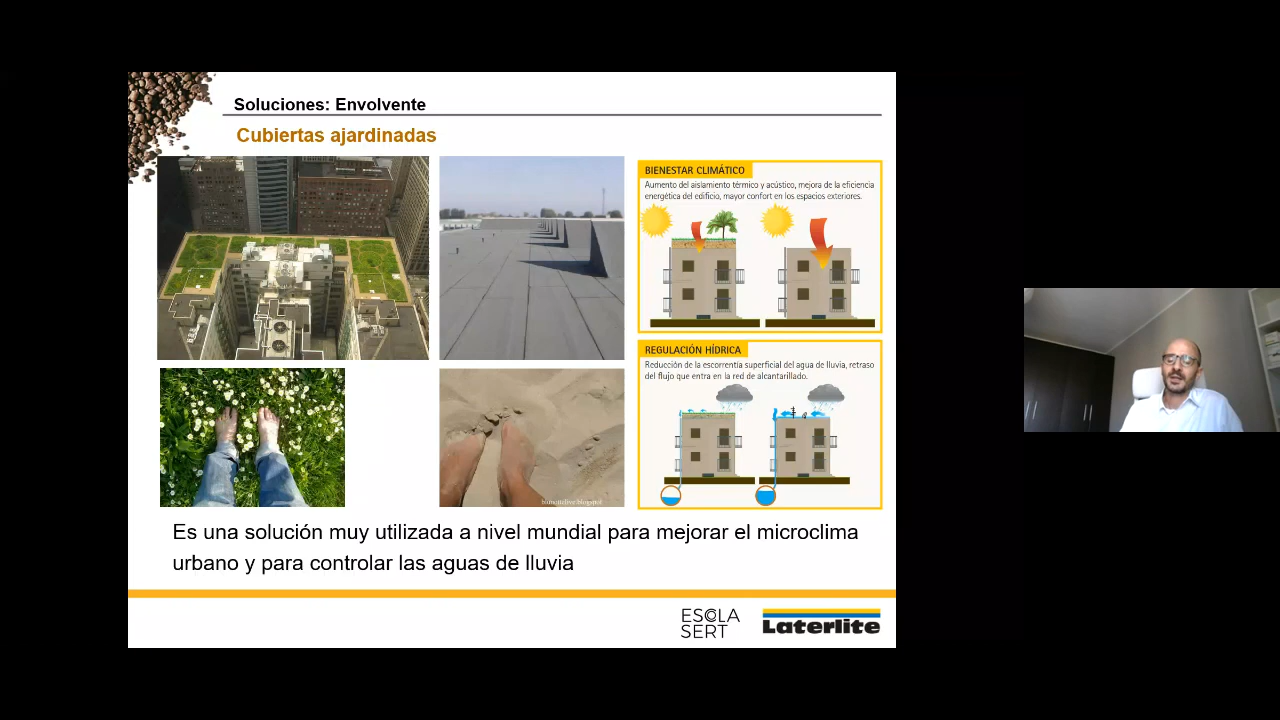 Soluciones: Envolvente
Cubiertas ajardinadas
BIENESTAR CLIMÁTICO
Aumento del aislamiento térmico y acústico, mejora de la eficiencia
energética del edificio, mayor confort en los espacios exteriores.
REGULACIÓN HÍDRICA
Reducción de la escorrentía superficial del agua de lluvia, retraso
del flujo que entra en la red de alcantarillado.
Es una solución muy utilizada a nivel mundial para mejorar el microclima
urbano y para controlar las aguas de lluvia
ESCOLA
SERT
Laterlite